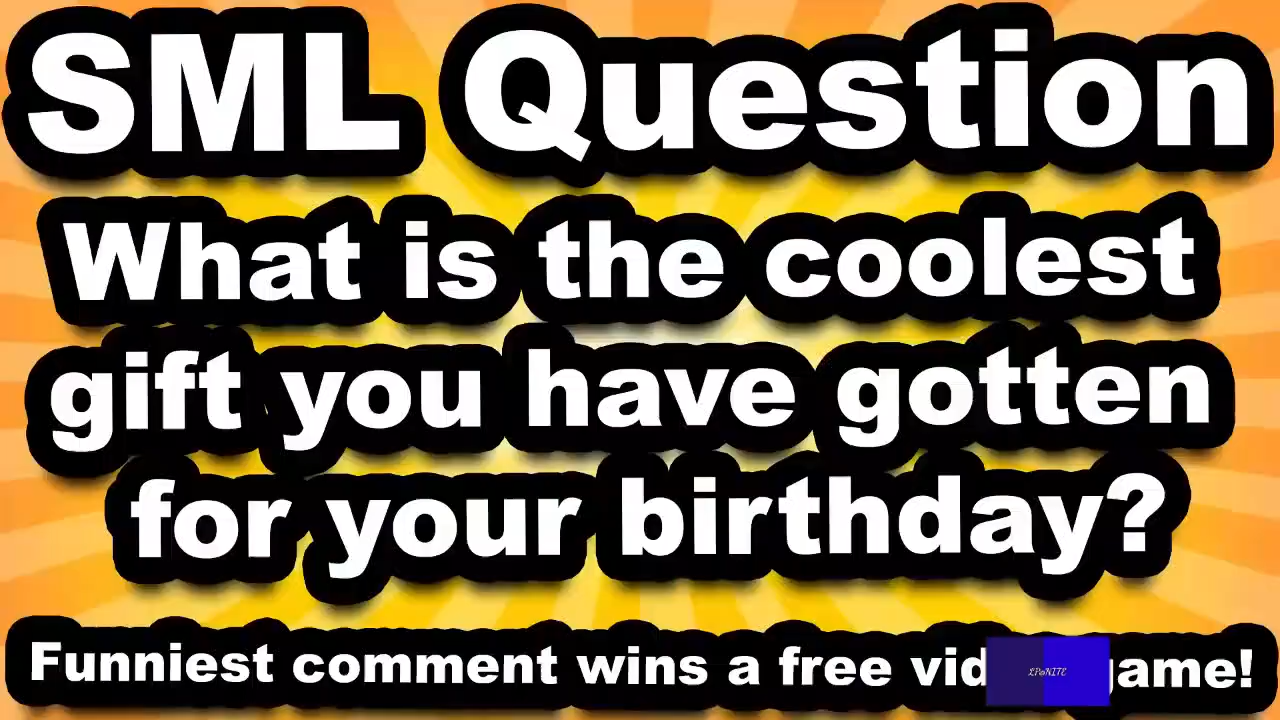 SML Question
What is the coolest
gift you have gotten
for your birthday?
Funniest comment wins a free vid game!
LPoNITE